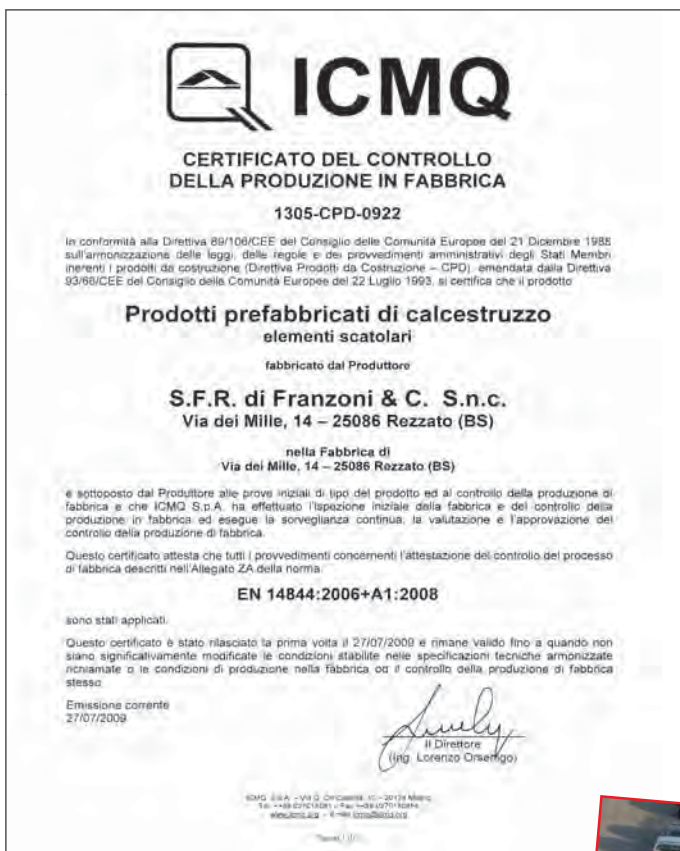 ICMQ
CERTIFICATO DEL CONTROLLO
DELLA PRODUZIONE IN FABBRICA
1305-CPD-0922
In conformità alla Direttiva 89/106/CEE del Consiglio delle Comunità Europee del 21 Dicembre 1988
sull'armonizzazione delle leggi, delle regole e dei provvedimenti amministrativi degli Stati Membri
inerenti i prodotti da costruzione (Direttiva Prodotti da Costruzione – CPD), emendata dalla Direttiva
93/68/CEE del Consiglio delle Comunità Europee del 22 Luglio 1993, si certifica che il prodotto
Prodotti prefabbricati di calcestruzzo
elementi scatolari
fabbricato dal Produttore
S.F.R. di Franzoni & C. S.n.c.
Via dei Mille, 14 – 25086 Rezzato (BS)
nella Fabbrica di
Via dei Mille, 14 – 25086 Rezzato (BS)
è sottoposto dal Produttore alle prove iniziali di tipo del prodotto ed al controllo della produzione di
fabbrica e che ICMQ S.p.A. ha effettuato l'ispezione iniziale della fabbrica e del controllo della
produzione in fabbrica ed esegue la sorveglianza continua, la valutazione e l'approvazione del
controllo della produzione di fabbrica.
Questo certificato attesta che tutti i provvedimenti concernenti l'attestazione del controllo del processo
di fabbrica descritti nell'Allegato ZA della norma
EN 14844:2006+A1:2008
sono stati applicati.
Questo certificato è stato rilasciato la prima volta il 27/07/2009 e rimane valido fino a quando non
siano significativamente modificate le condizioni stabilite nelle specificazioni tecniche armonizzate
richiamate o le condizioni di produzione nella fabbrica od il controllo della produzione di fabbrica
stesso.
Emissione corrente
27/07/2009
Il Direttore
(Ing. Lorenzo Orsenigo)
ICMQ S.p.A. – Via
www.icmq.org